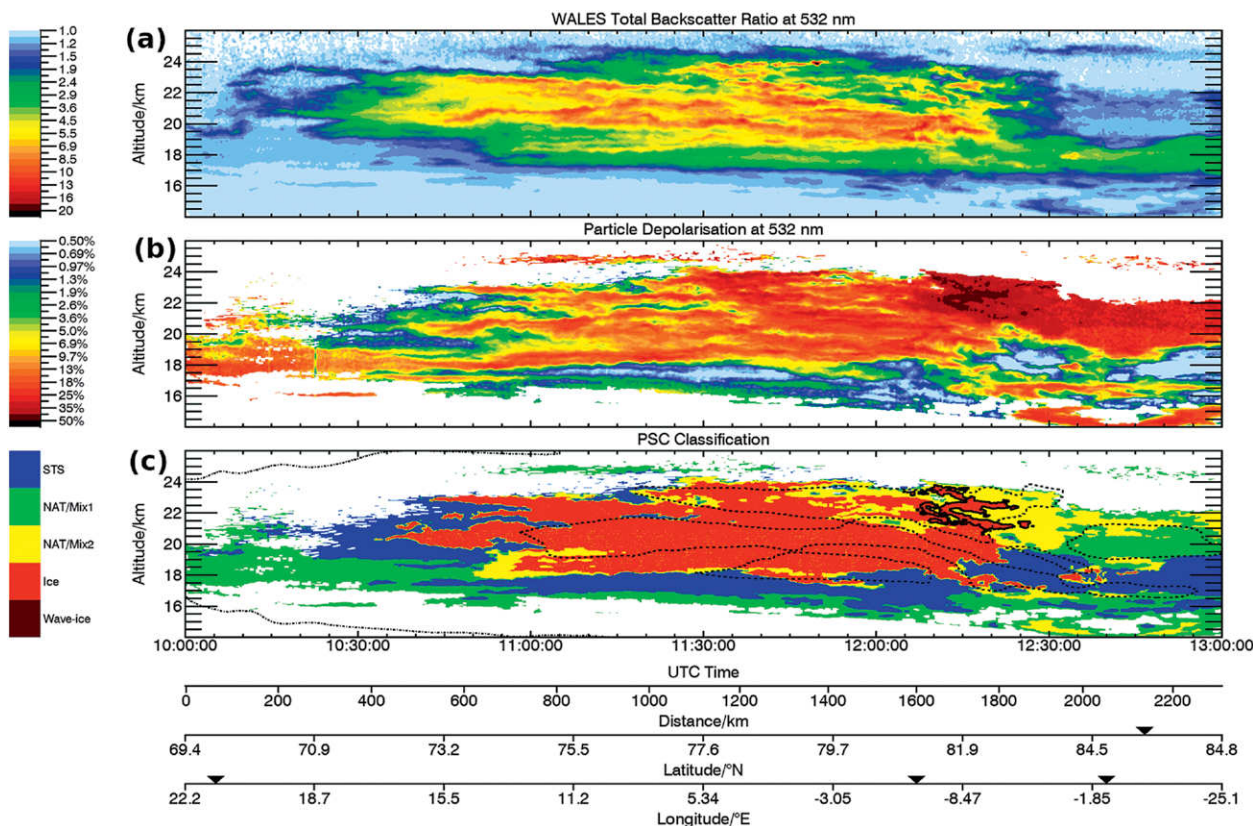 WALES Total Backscatter Ratio at 532 nm
(a)
1.0
1.2
1.5
1.9
2.4
2.9
3.6
4.5
5.5
6.9
8.5
10
13
16
20
Altitude/km
24
22
20
18
16
Particle Depolarisation at 532 nm
(b)
0.50%
0.69%
0.97%
1.3%
1.9%
2.6%
3.6%
5.0%
6.9%
9.7%
13%
18%
25%
35%
50%
Altitude/km
24
22
20
18
16
PSC Classification
(c)
STS
NAT/Mix1
NAT/Mix2
Ice
Wave-ice
Altitude/km
24
22
20
18
16
10:00:00 10:30:00 11:00:00 11:30:00 12:00:00 12:30:00 13:00:00
UTC Time
0 200 400 600 800 1000 1200 1400 1600 1800 2000 2200
Distance/km
69.4 70.9 73.2 75.5 77.6 79.7 81.9 84.5 84.8
Latitude/°N
22.2 18.7 15.5 11.2 5.34 -3.05 -8.47 -1.85 -25.1
Longitude/°E